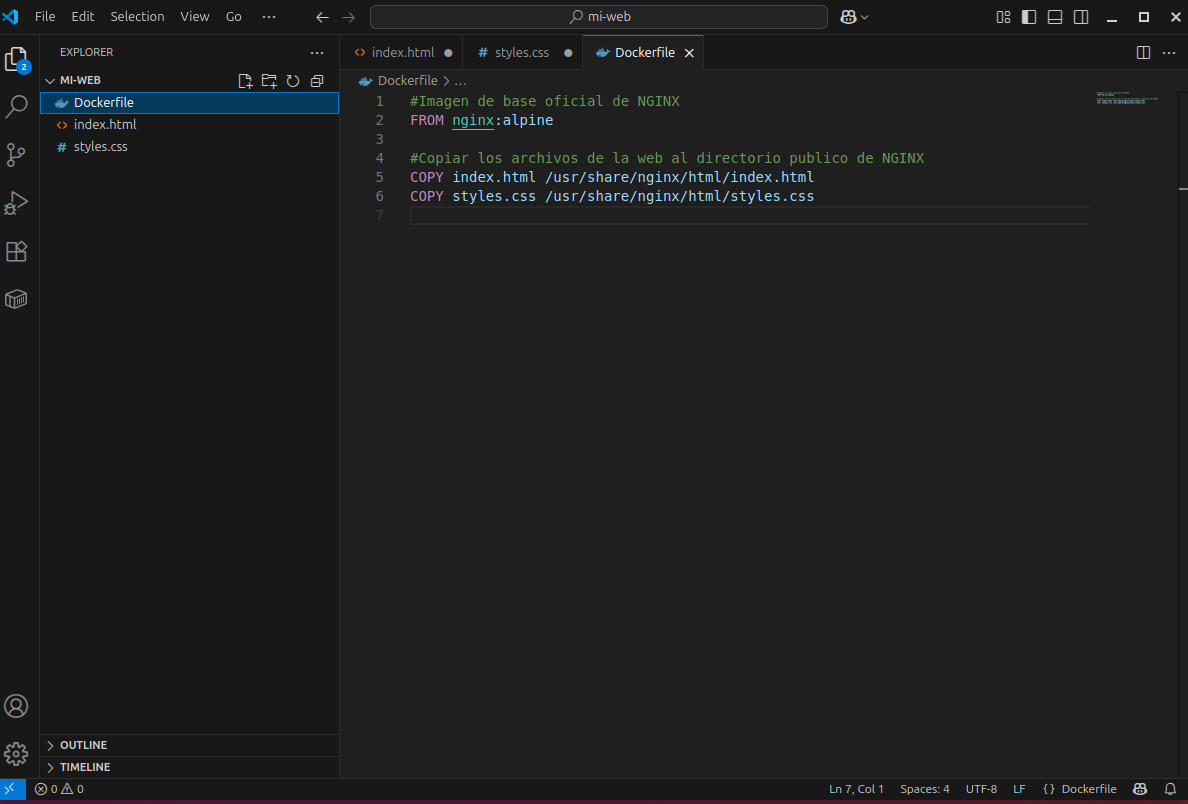 File Edit Selection View Go ··· mi-web
EXPLORER ···
2
MI-WEB
Dockerfile
<> index.html
# styles.css
<> index.html # styles.css Dockerfile
Dockerfile > ...
1 #Imagen de base oficial de NGINX
2 FROM nginx:alpine
3
4 #Copiar los archivos de la web al directorio publico de NGINX
5 COPY index.html /usr/share/nginx/html/index.html
6 COPY styles.css /usr/share/nginx/html/styles.css
7
OUTLINE
TIMELINE
0 0 Ln 7, Col 1 Spaces: 4 UTF-8 LF {} Dockerfile